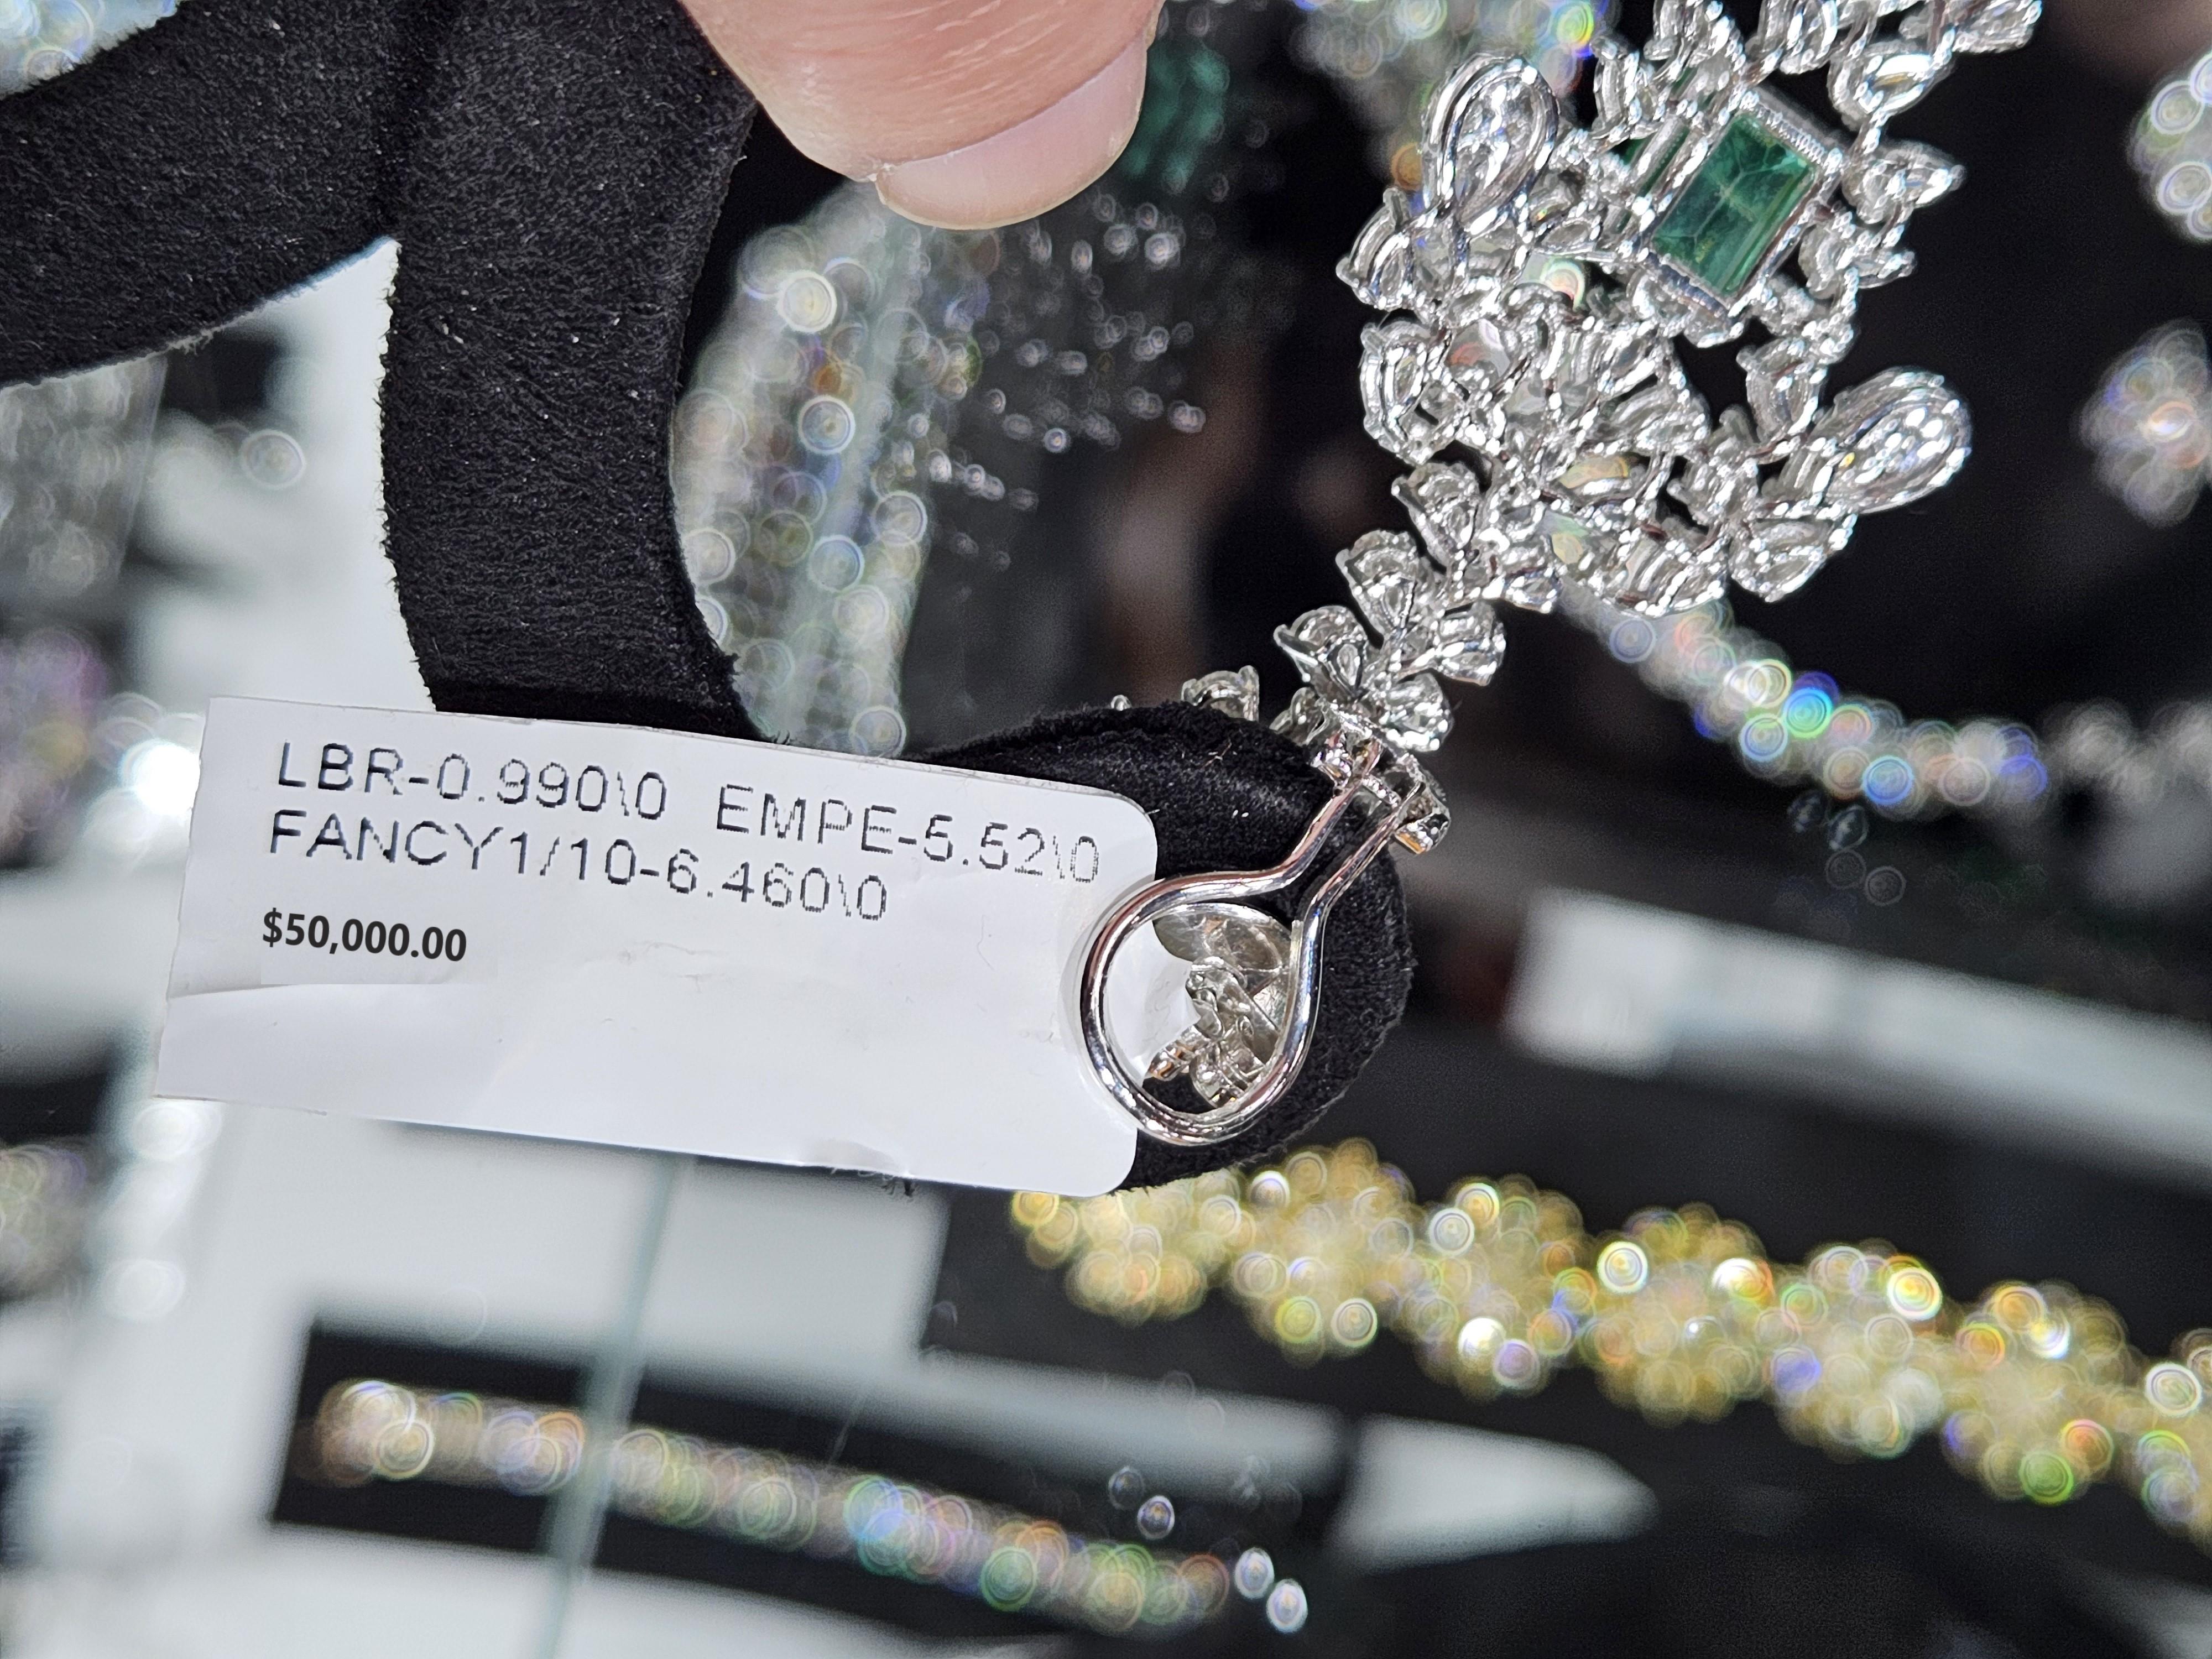 LBR-0.990\0 EMPE-5.52\0
FANCY1/10-6.460\0
$50,000.00